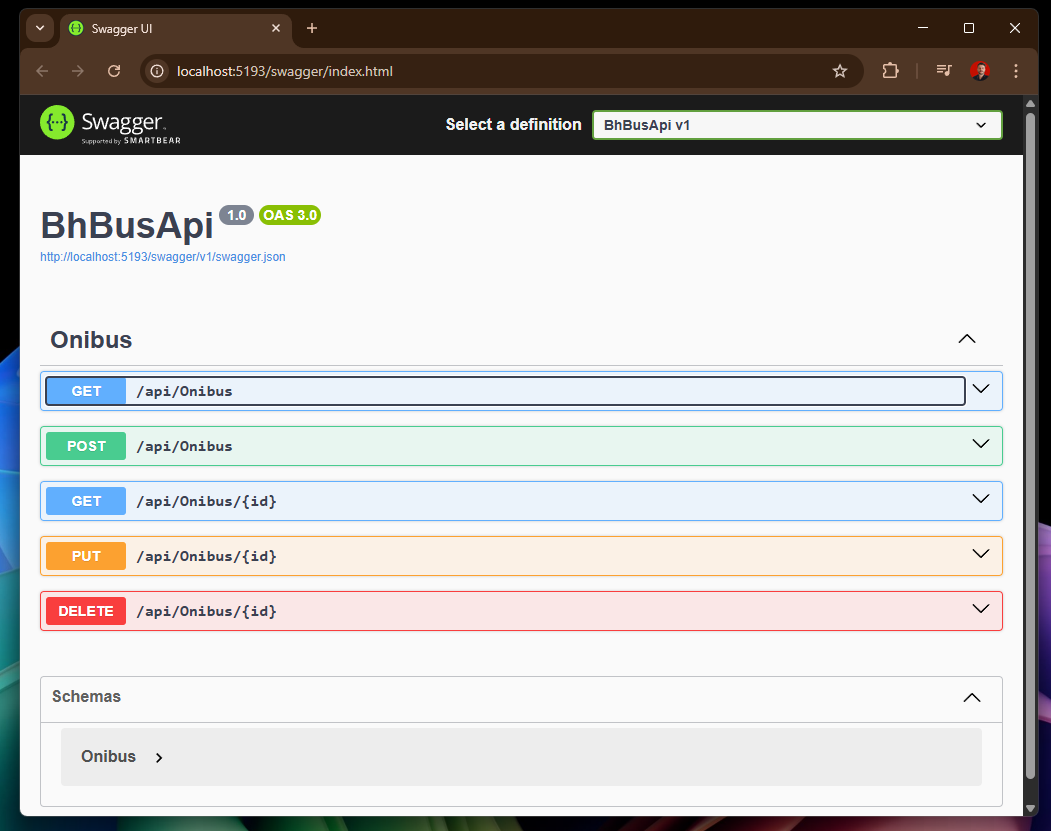 Swagger UI
localhost:5193/swagger/index.html
Swagger
Supported by SMARTBEAR
Select a definition
BhBusApi v1
BhBusApi 1.0 OAS 3.0
http://localhost:5193/swagger/v1/swagger.json
Onibus
GET /api/Onibus
POST /api/Onibus
GET /api/Onibus/{id}
PUT /api/Onibus/{id}
DELETE /api/Onibus/{id}
Schemas
Onibus